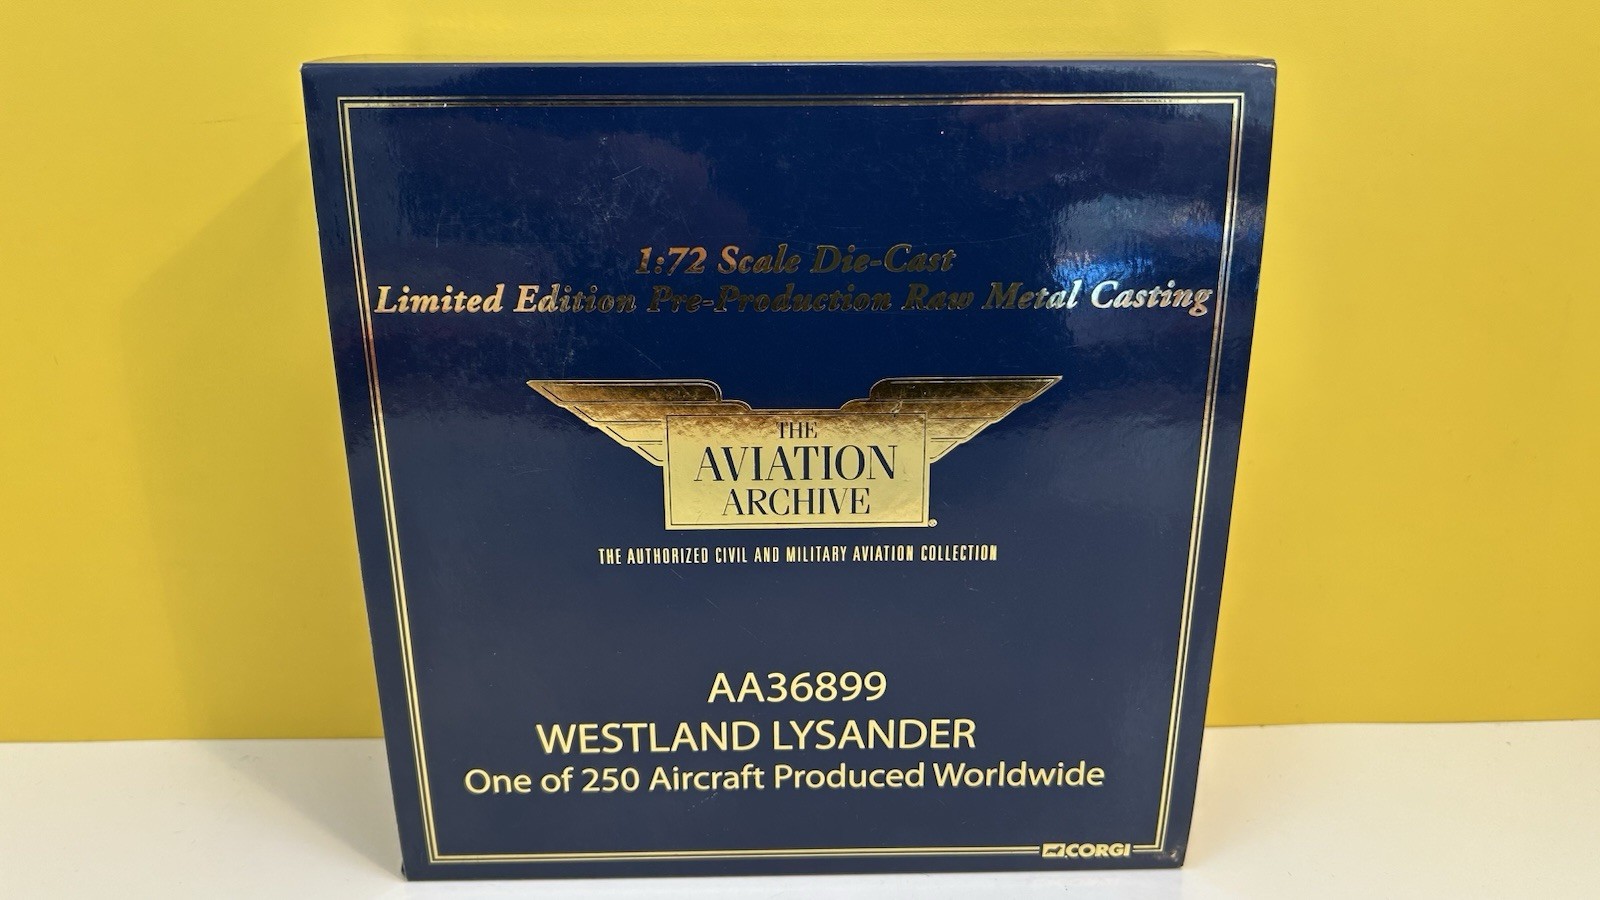 1:72 Scale Die-Cast
Limited Edition Pre-Production Raw Metal Casting
THE
AVIATION
ARCHIVE
®
THE AUTHORIZED CIVIL AND MILITARY AVIATION COLLECTION
AA36899
WESTLAND LYSANDER
One of 250 Aircraft Produced Worldwide
CORGI